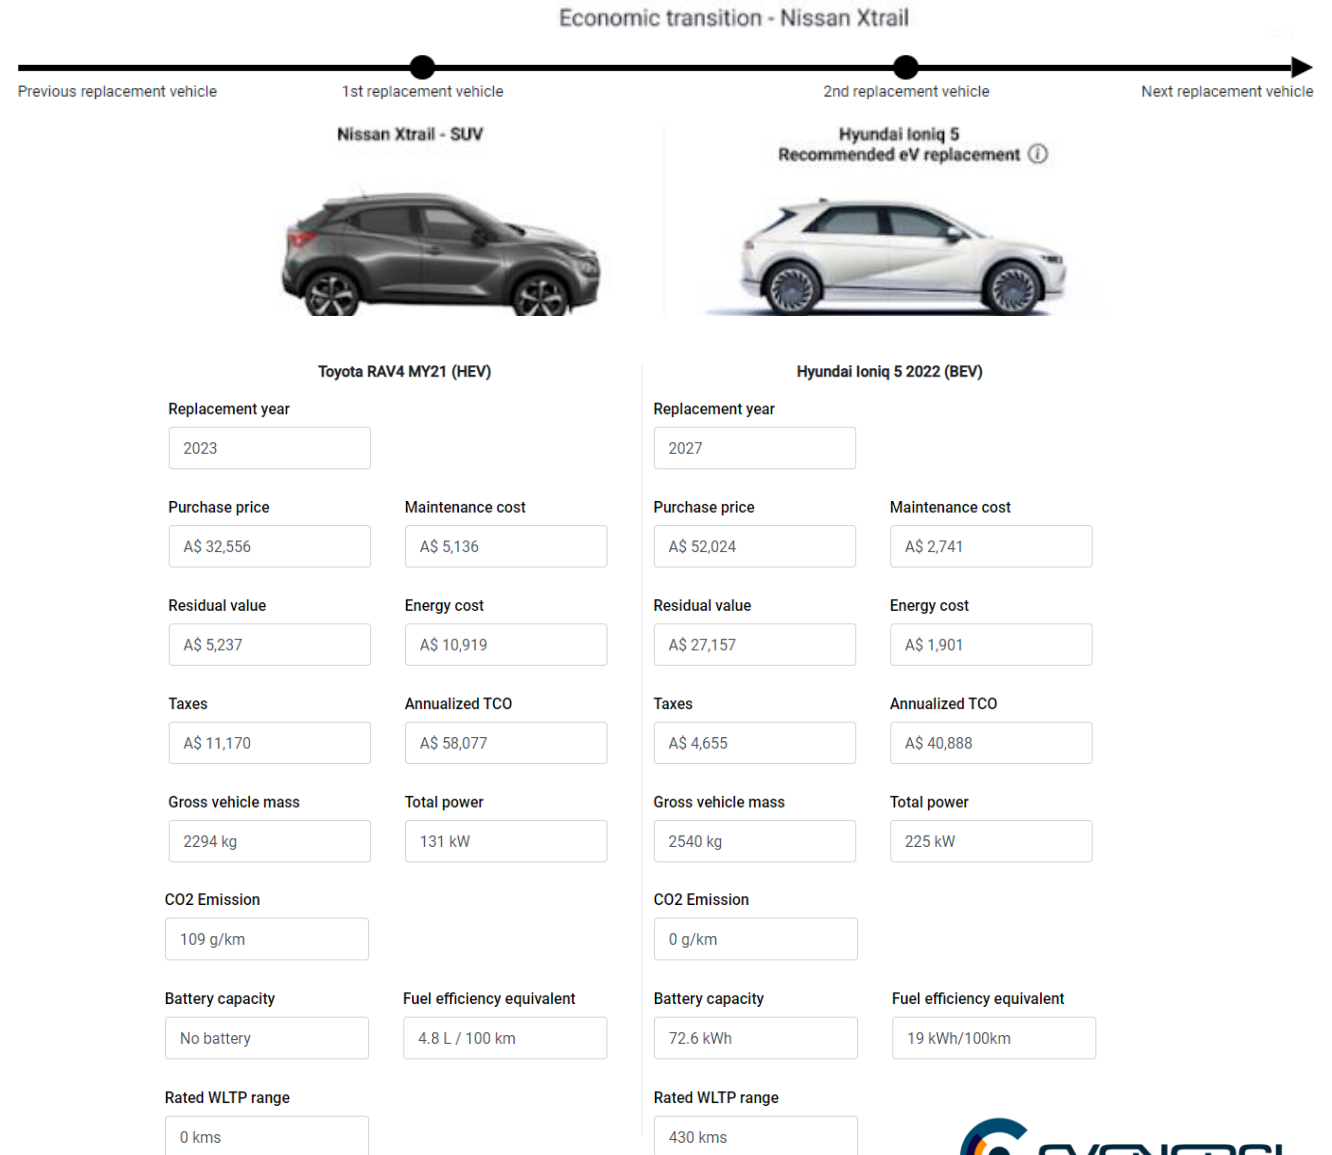 Economic transition - Nissan Xtrail
Previous replacement vehicle
1st replacement vehicle
2nd replacement vehicle
Next replacement vehicle
Nissan Xtrail - SUV
Hyundai Ioniq 5
Recommended eV replacement
Toyota RAV4 MY21 (HEV)
Replacement year
2023
Purchase price
Maintenance cost
A$ 32,556
A$ 5,136
Residual value
Energy cost
A$ 5,237
A$ 10,919
Taxes
Annualized TCO
A$ 11,170
A$ 58,077
Gross vehicle mass
Total power
2294 kg
131 kW
CO2 Emission
109 g/km
Battery capacity
Fuel efficiency equivalent
No battery
4.8 L / 100 km
Rated WLTP range
0 kms
Hyundai Ioniq 5 2022 (BEV)
Replacement year
2027
Purchase price
Maintenance cost
A$ 52,024
A$ 2,741
Residual value
Energy cost
A$ 27,157
A$ 1,901
Taxes
Annualized TCO
A$ 4,655
A$ 40,888
Gross vehicle mass
Total power
2540 kg
225 kW
CO2 Emission
0 g/km
Battery capacity
Fuel efficiency equivalent
72.6 kWh
19 kWh/100km
Rated WLTP range
430 kms